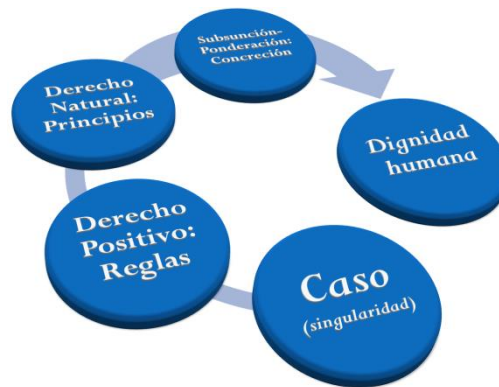 Subsunción-
Ponderación:
Concreción
Derecho
Natural:
Principios
Dignidad
humana
Derecho
Positivo:
Reglas
Caso
(singularidad)